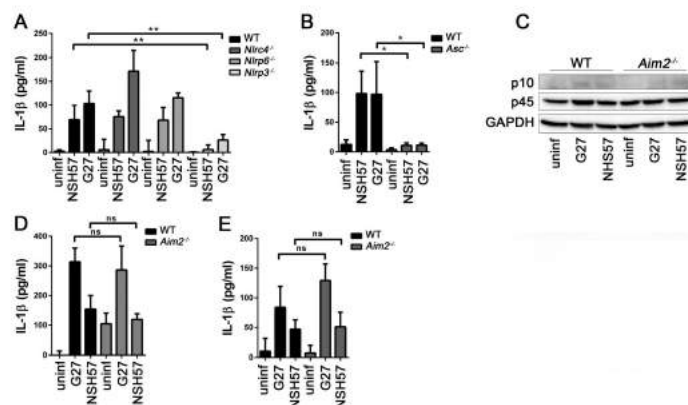 A
**
**
WT
Nlrc4-/-
Nlrp6-/-
Nlrp3-/-
IL-1β (pg/ml)
250
200
150
100
50
0
uninf
NSH57
G27
uninf
NSH57
G27
uninf
NSH57
G27
uninf
NSH57
G27
B
*
*
WT
Asc-/-
IL-1β (pg/ml)
200
150
100
50
0
uninf
NSH57
G27
uninf
NSH57
G27
C
WT
Aim2-/-
p10
p45
GAPDH
uninf
G27
NHS57
uninf
G27
NSH57
D
ns
ns
WT
Aim2-/-
IL-1β (pg/ml)
400
300
200
100
0
uninf
G27
NSH57
uninf
G27
NSH57
E
ns
ns
WT
Aim2-/-
IL-1β (pg/ml)
200
150
100
50
0
uninf
G27
NSH57
uninf
G27
NSH57